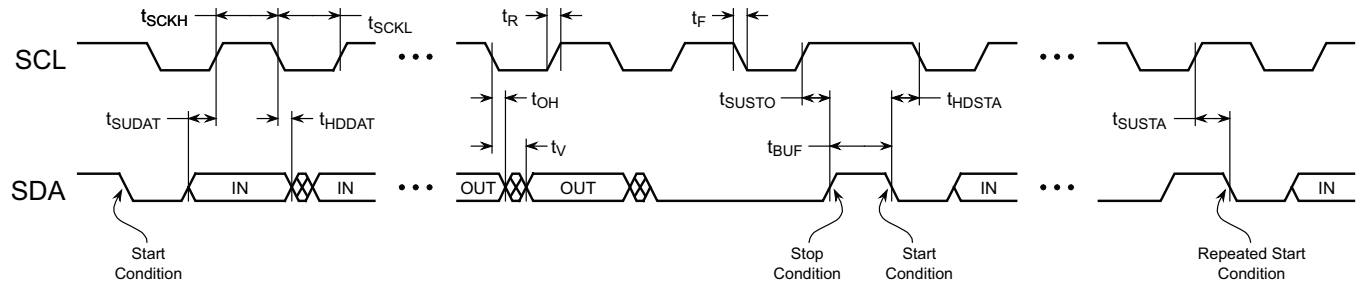 tSCKH
tSCKL
tR
tF
SCL
tOH
tSUSTO
tHDSTA
tSUDAT
tHDDAT
tSUSTA
tV
tBUF
SDA
IN
IN
OUT
OUT
IN
IN
Start
Condition
Stop
Condition
Start
Condition
Repeated Start
Condition